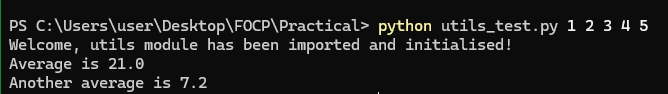 PS C:\Users\user\Desktop\FOCP\Practical> python utils_test.py 1 2 3 4 5
Welcome, utils module has been imported and initialised!
Average is 21.0
Another average is 7.2